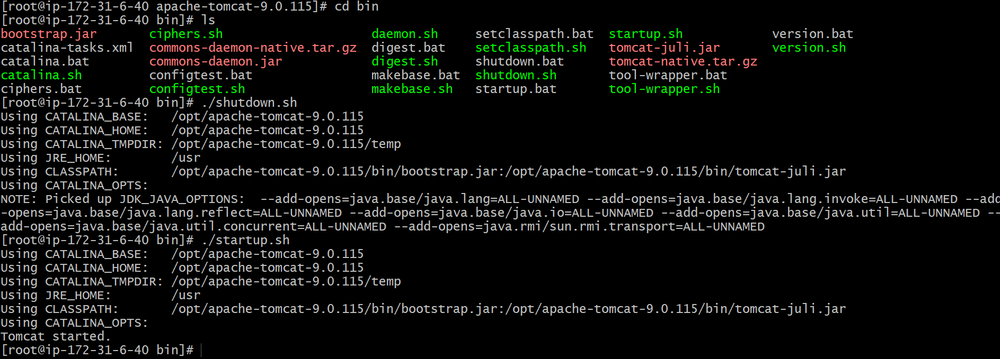 [root@ip-172-31-6-40 apache-tomcat-9.0.115]# cd bin
[root@ip-172-31-6-40 bin]# ls
bootstrap.jar       ciphers.sh                    daemon.sh     setclasspath.bat  startup.sh            version.bat
catalina-tasks.xml  commons-daemon-native.tar.gz  digest.bat    setclasspath.sh   tomcat-juli.jar       version.sh
catalina.bat        commons-daemon.jar            digest.sh     shutdown.bat      tomcat-native.tar.gz
catalina.sh         configtest.bat                makebase.bat  shutdown.sh       tool-wrapper.bat
ciphers.bat         configtest.sh                 makebase.sh   startup.bat       tool-wrapper.sh
[root@ip-172-31-6-40 bin]# ./shutdown.sh
Using CATALINA_BASE:   /opt/apache-tomcat-9.0.115
Using CATALINA_HOME:   /opt/apache-tomcat-9.0.115
Using CATALINA_TMPDIR: /opt/apache-tomcat-9.0.115/temp
Using JRE_HOME:        /usr
Using CLASSPATH:       /opt/apache-tomcat-9.0.115/bin/bootstrap.jar:/opt/apache-tomcat-9.0.115/bin/tomcat-juli.jar
Using CATALINA_OPTS:
NOTE: Picked up JDK_JAVA_OPTIONS:  --add-opens=java.base/java.lang=ALL-UNNAMED --add-opens=java.base/java.lang.invoke=ALL-UNNAMED --add
-opens=java.base/java.lang.reflect=ALL-UNNAMED --add-opens=java.base/java.io=ALL-UNNAMED --add-opens=java.base/java.util=ALL-UNNAMED --
add-opens=java.base/java.util.concurrent=ALL-UNNAMED --add-opens=java.rmi/sun.rmi.transport=ALL-UNNAMED
[root@ip-172-31-6-40 bin]# ./startup.sh
Using CATALINA_BASE:   /opt/apache-tomcat-9.0.115
Using CATALINA_HOME:   /opt/apache-tomcat-9.0.115
Using CATALINA_TMPDIR: /opt/apache-tomcat-9.0.115/temp
Using JRE_HOME:        /usr
Using CLASSPATH:       /opt/apache-tomcat-9.0.115/bin/bootstrap.jar:/opt/apache-tomcat-9.0.115/bin/tomcat-juli.jar
Using CATALINA_OPTS:
Tomcat started.
[root@ip-172-31-6-40 bin]#